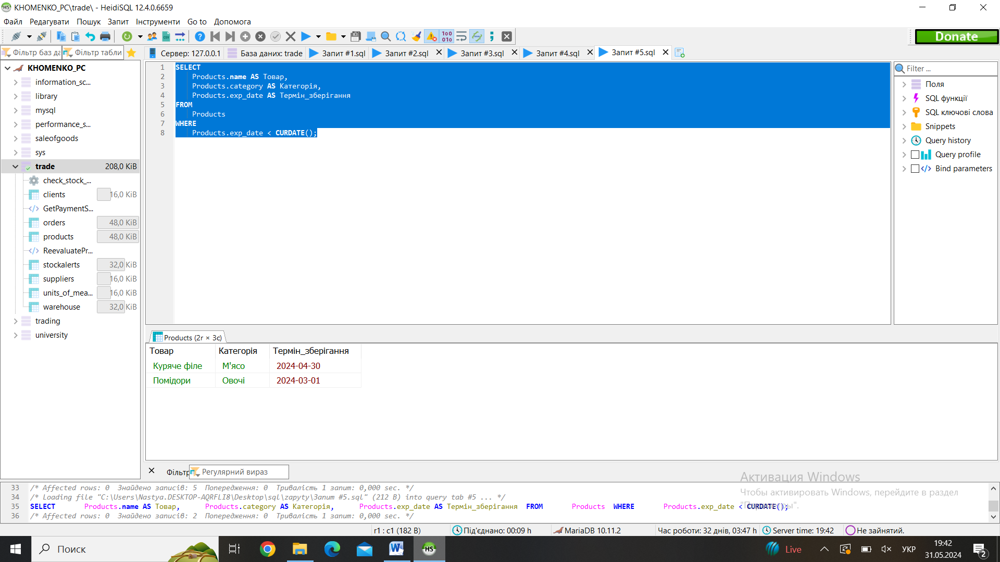 KHOMENKO_PC\trade\ - HeidiSQL 12.4.0.6659
Файл Редагувати Пошук Запит Інструменти Go to Допомога
Donate
Фільтр баз да Фільтр табли
Сервер: 127.0.0.1 База даних: trade Запит #1.sql Запит #2.sql Запит #3.sql Запит #4.sql Запит #5.sql
KHOMENKO_PC
information_sc...
library
mysql
performance_s...
saleofgoods
sys
trade 208,0 KiB
check_stock_...
clients 16,0 KiB
GetPaymentS...
orders 48,0 KiB
products 48,0 KiB
ReevaluatePr...
stockalerts 32,0 KiB
suppliers 16,0 KiB
units_of_mea... 16,0 KiB
warehouse 32,0 KiB
trading
university
1 SELECT
2 Products.name AS Товар,
3 Products.category AS Категорія,
4 Products.exp_date AS Термін_зберігання
5 FROM
6 Products
7 WHERE
8 Products.exp_date < CURDATE();
Filter ...
Поля
SQL функції
SQL ключові слова
Snippets
Query history
Query profile
Bind parameters
Products (2r × 3c)
Товар Категорія Термін_зберігання
Куряче філе М'ясо 2024-04-30
Помідори Овочі 2024-03-01
Фільтр Регулярний вираз
33 /* Affected rows: 0 Знайдено записів: 5 Попередження: 0 Тривалість 1 запит: 0,000 sec. */
34 /* Loading file "C:\Users\Nastya.DESKTOP-AQRFLI8\Desktop\sql\zapyty\Запит #5.sql" (212 B) into query tab #5 ... */
35 SELECT Products.name AS Товар, Products.category AS Категорія, Products.exp_date AS Термін_зберігання FROM Products WHERE Products.exp_date < CURDATE();
36 /* Affected rows: 0 Знайдено записів: 2 Попередження: 0 Тривалість 1 запит: 0,000 sec. */
Активация Windows
Чтобы активировать Windows, перейдите в раздел
"Параметры".
r1 : c1 (182 B) Під'єднано: 00:09 h MariaDB 10.11.2 Час роботи: 32 днів, 03:47 h Server time: 19:42 Не зайнятий.
Поиск
Live
УКР
19:42
31.05.2024
2